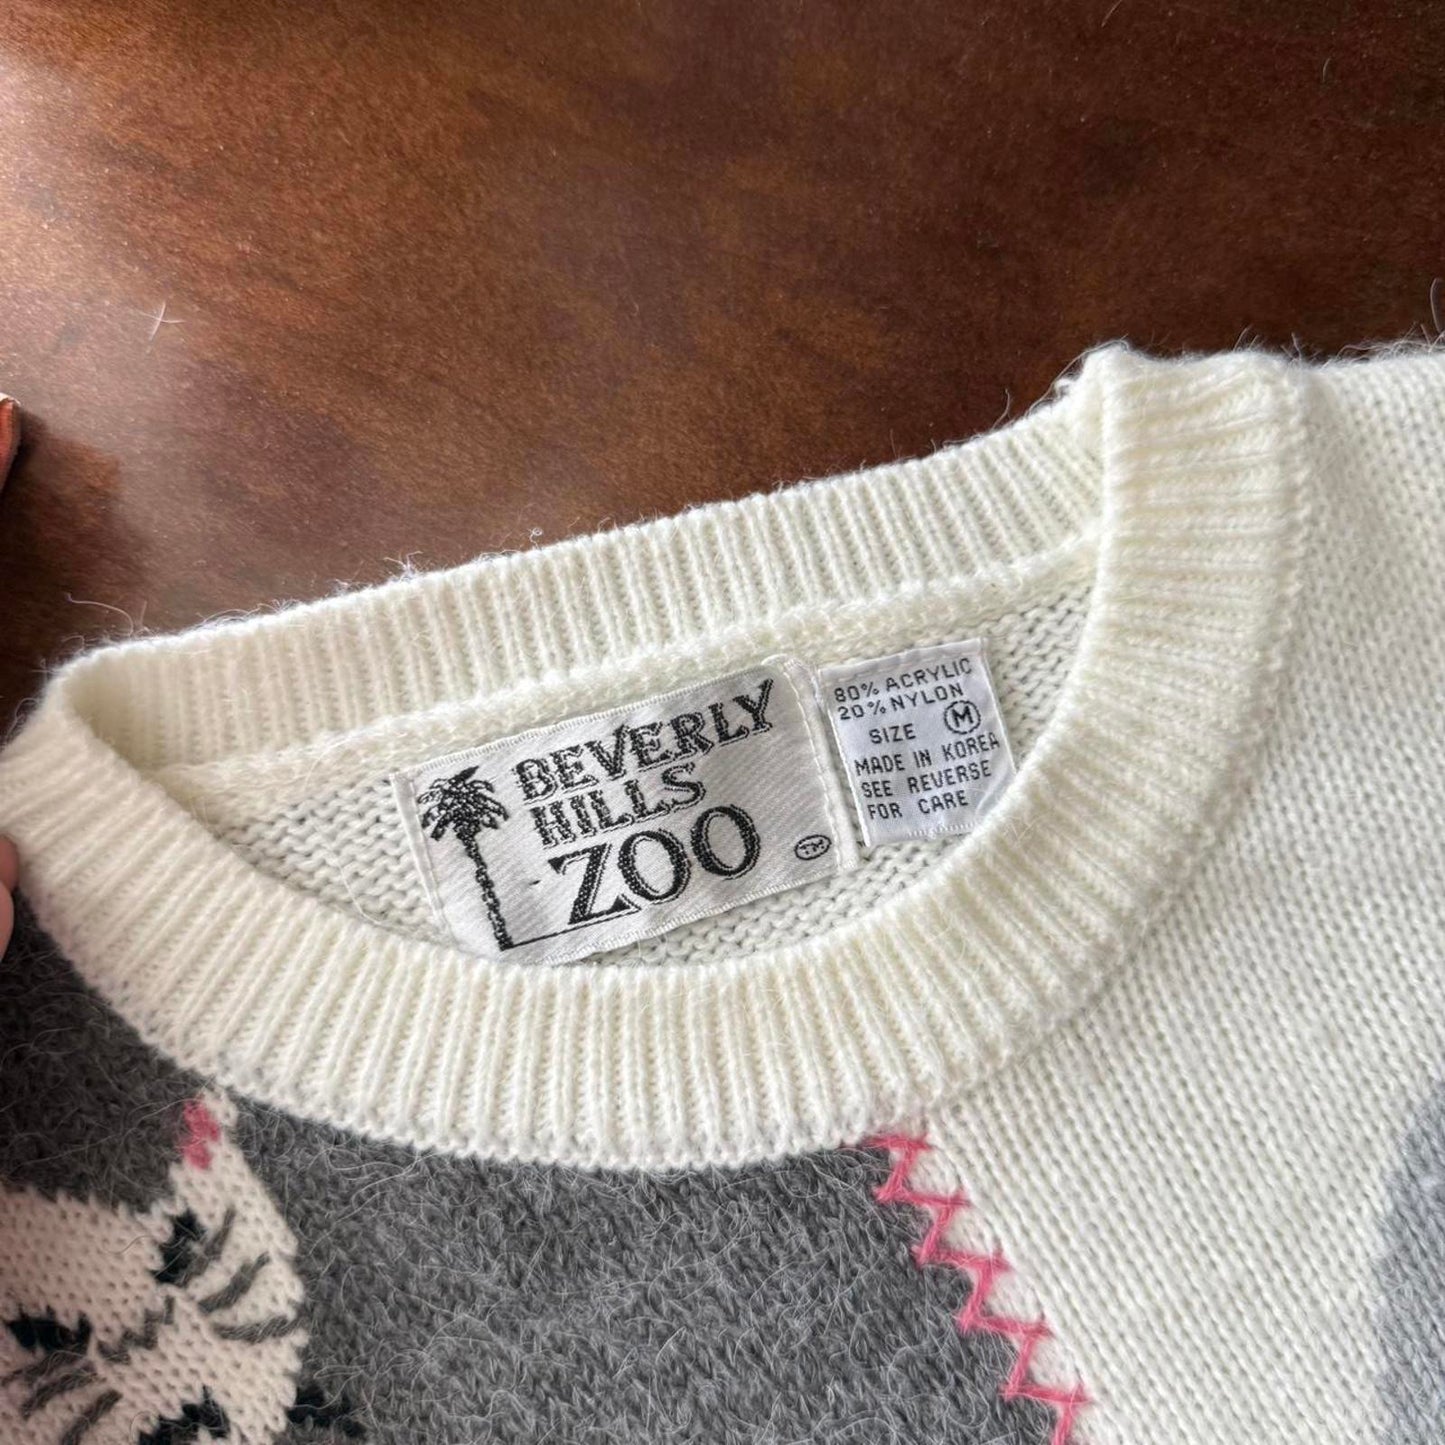 BEVERLY
HILLS
ZOO
TM
80% ACRYLIC
20% NYLON
SIZE M
MADE IN KOREA
SEE REVERSE
FOR CARE